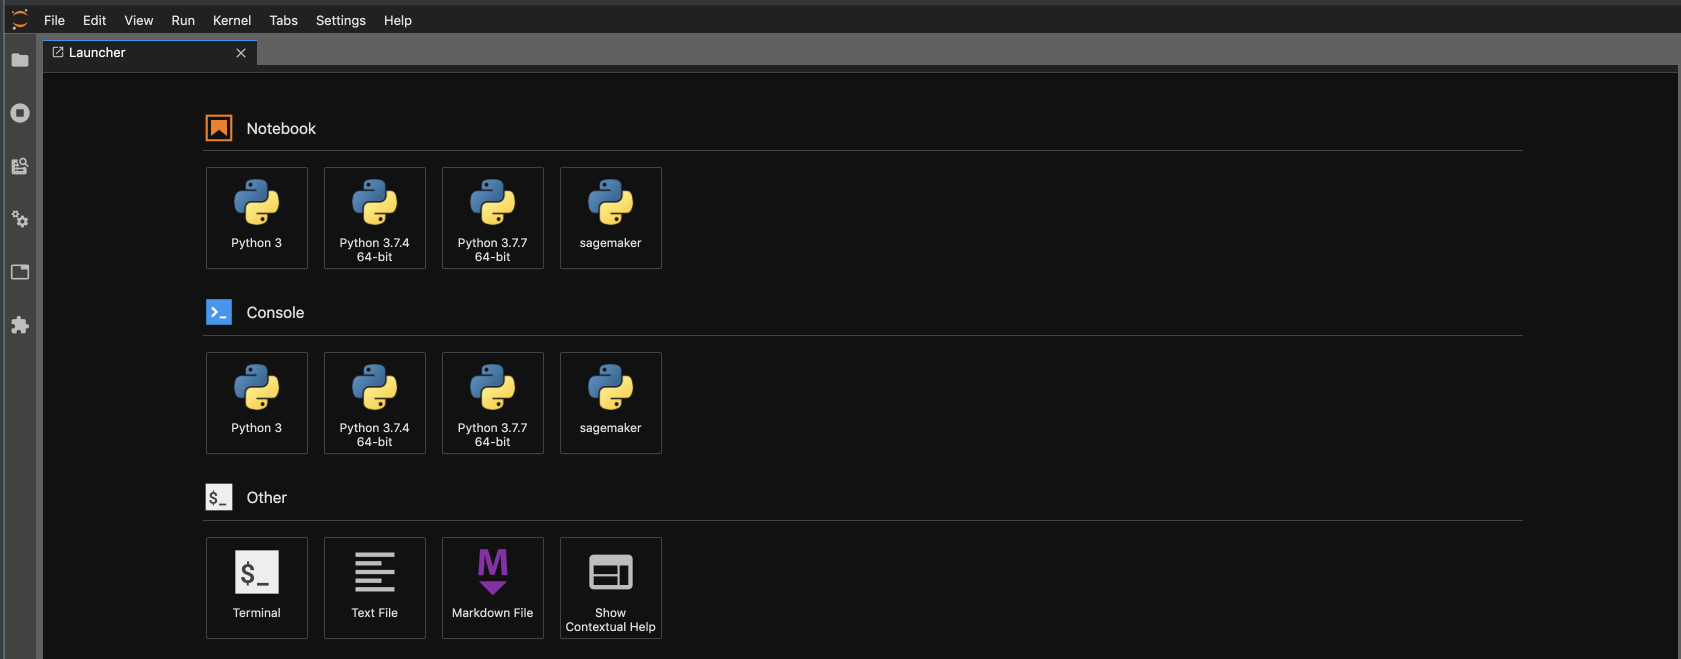 File Edit View Run Kernel Tabs Settings Help
Launcher
Notebook
Python 3
Python 3.7.4
64-bit
Python 3.7.7
64-bit
sagemaker
Console
Python 3
Python 3.7.4
64-bit
Python 3.7.7
64-bit
sagemaker
$_ Other
$_
Terminal
Text File
M
Markdown File
Show
Contextual Help